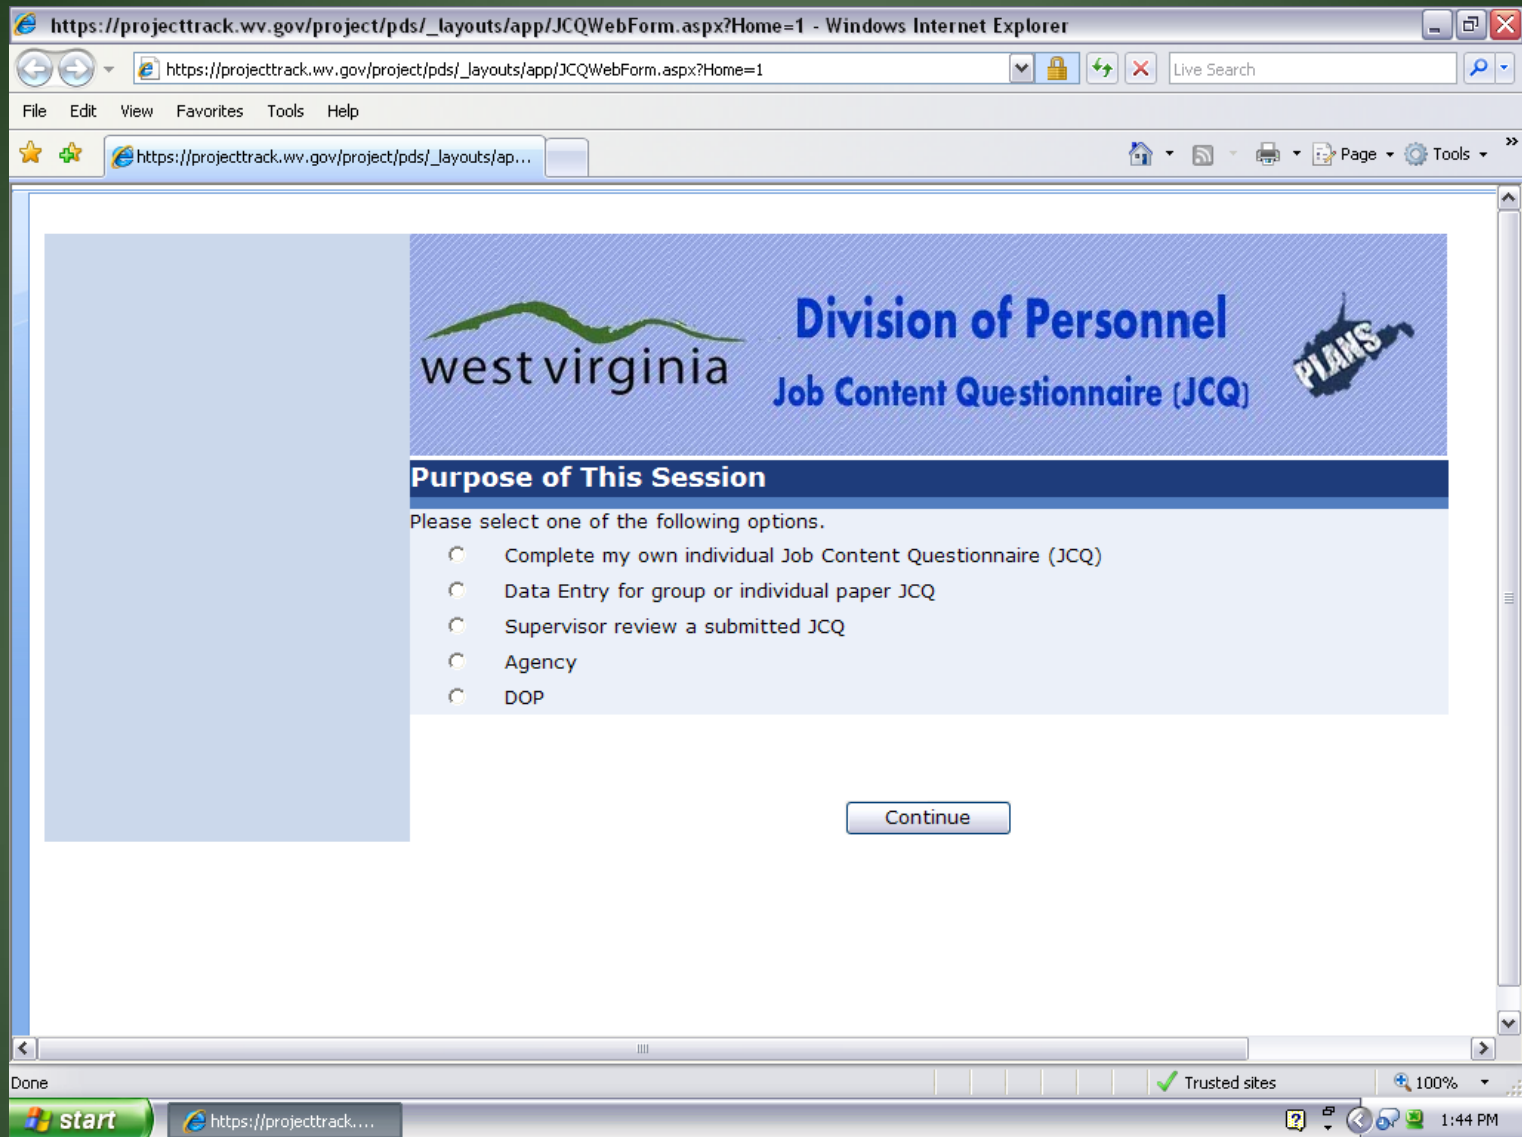 https://projecttrack.wv.gov/project/pds/_layouts/app/JCQWebForm.aspx?Home=1 - Windows Internet Explorer
https://projecttrack.wv.gov/project/pds/_layouts/app/JCQWebForm.aspx?Home=1
Live Search
File Edit View Favorites Tools Help
https://projecttrack.wv.gov/project/pds/_layouts/ap...
Page Tools
west virginia
Division of Personnel
Job Content Questionnaire (JCQ)
PLANS
Purpose of This Session
Please select one of the following options.
Complete my own individual Job Content Questionnaire (JCQ)
Data Entry for group or individual paper JCQ
Supervisor review a submitted JCQ
Agency
DOP
Continue
Done
Trusted sites
100%
start
https://projecttrack....
1:44 PM